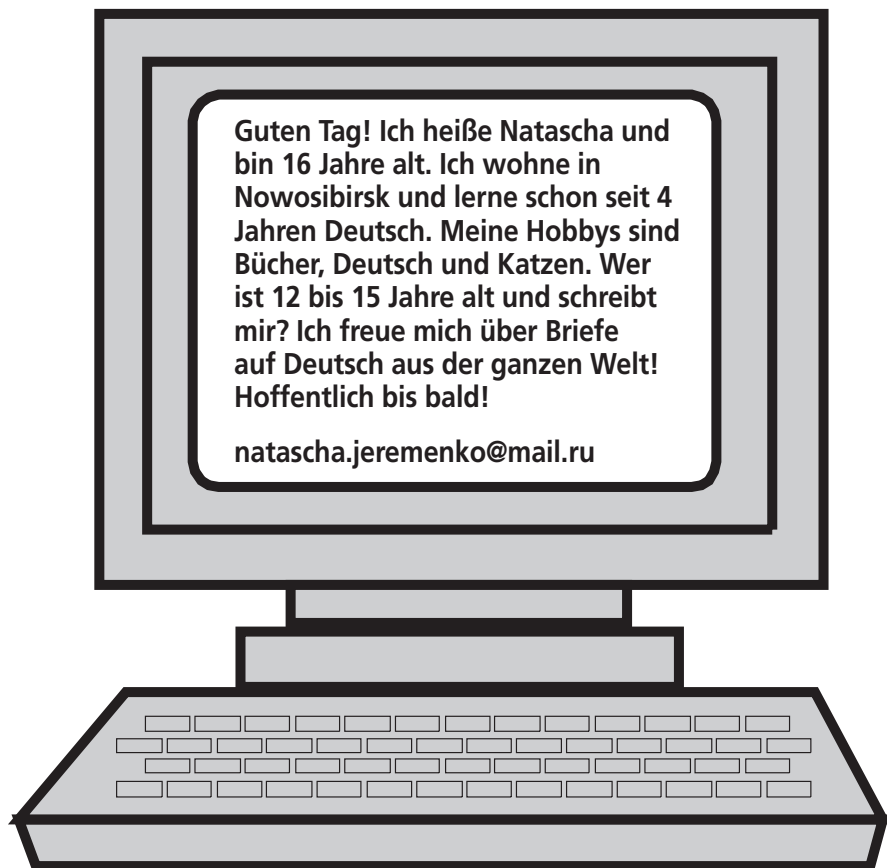 Guten Tag! Ich heiße Natascha und
bin 16 Jahre alt. Ich wohne in
Nowosibirsk und lerne schon seit 4
Jahren Deutsch. Meine Hobbys sind
Bücher, Deutsch und Katzen. Wer
ist 12 bis 15 Jahre alt und schreibt
mir? Ich freue mich über Briefe
auf Deutsch aus der ganzen Welt!
Hoffentlich bis bald!
natascha.jeremenko@mail.ru